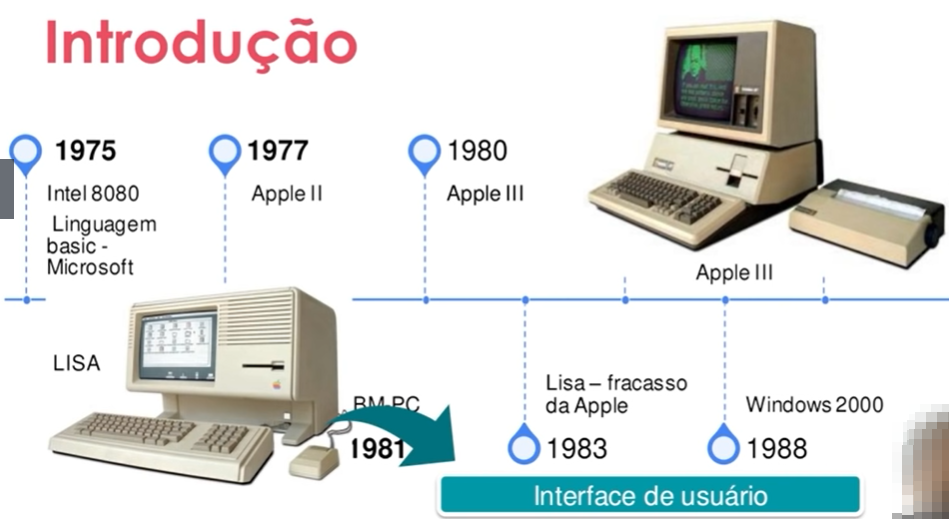 Introdução
1975
1977
1980
Intel 8080
Linguagem
basic -
Microsoft
Apple II
Apple III
Apple III
LISA
BM PC
1981
Lisa – fracasso
da Apple
1983
Windows 2000
1988
Interface de usuário